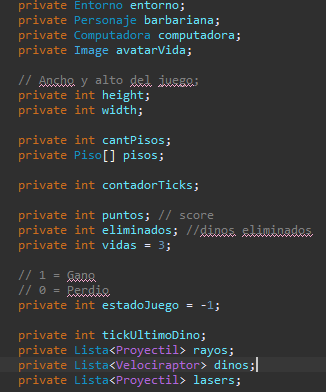 private Entorno entorno;
private Personaje barbariana;
private Computadora computadora;
private Image avatarVida;
// Ancho y alto del juego;
private int height;
private int width;
private int cantPisos;
private Piso[] pisos;
private int contadorTicks;
private int puntos; // score
private int eliminados; //dinos eliminados
private int vidas = 3;
// 1 = Gano
// 0 = Perdio
private int estadoJuego = -1;
private int tickUltimoDino;
private Lista<Proyectil> rayos;
private Lista<Velociraptor> dinos;
private Lista<Proyectil> lasers;